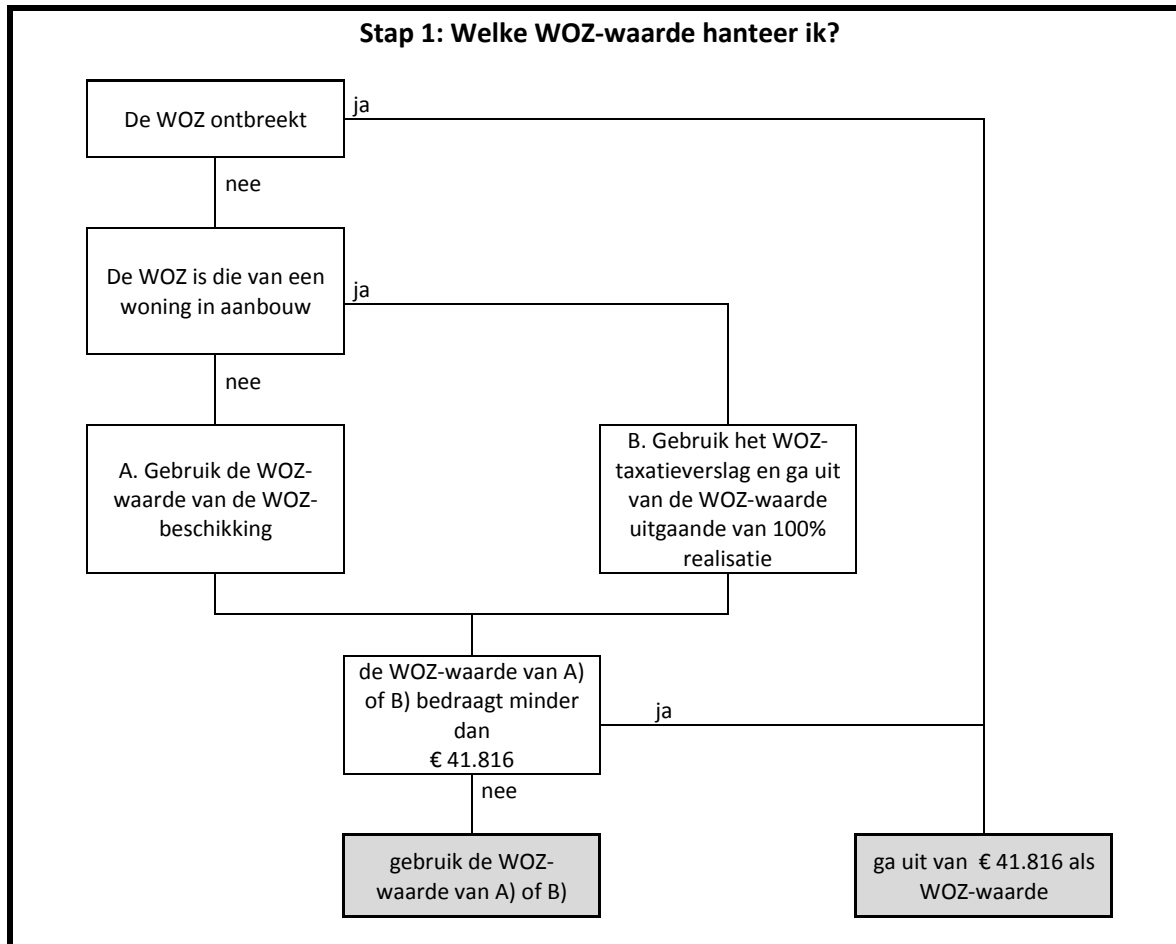 Stap 1: Welke WOZ-waarde hanteer ik?
De WOZ ontbreekt
ja
nee
De WOZ is die van een
woning in aanbouw
ja
nee
A. Gebruik de WOZ-
waarde van de WOZ-
beschikking
B. Gebruik het WOZ-
taxatieverslag en ga uit
van de WOZ-waarde
uitgaande van 100%
realisatie
de WOZ-waarde van A)
of B) bedraagt minder
dan
€ 41.816
ja
nee
gebruik de WOZ-
waarde van A) of B)
ga uit van € 41.816 als
WOZ-waarde